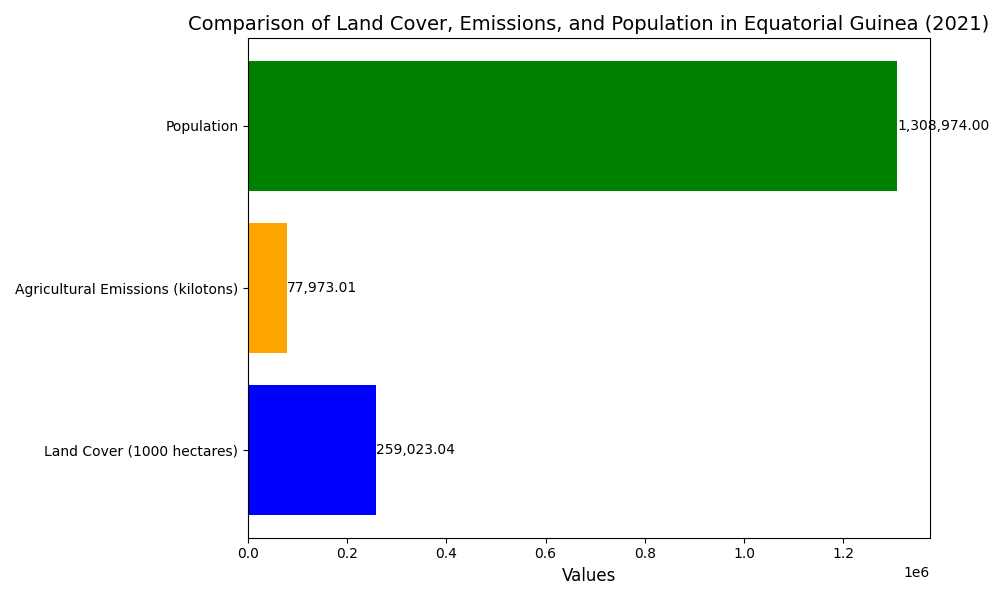 Comparison of Land Cover, Emissions, and Population in Equatorial Guinea (2021)
Population
1,308,974.00
Agricultural Emissions (kilotons)
77,973.01
Land Cover (1000 hectares)
259,023.04
0.0 0.2 0.4 0.6 0.8 1.0 1.2
1e6
Values